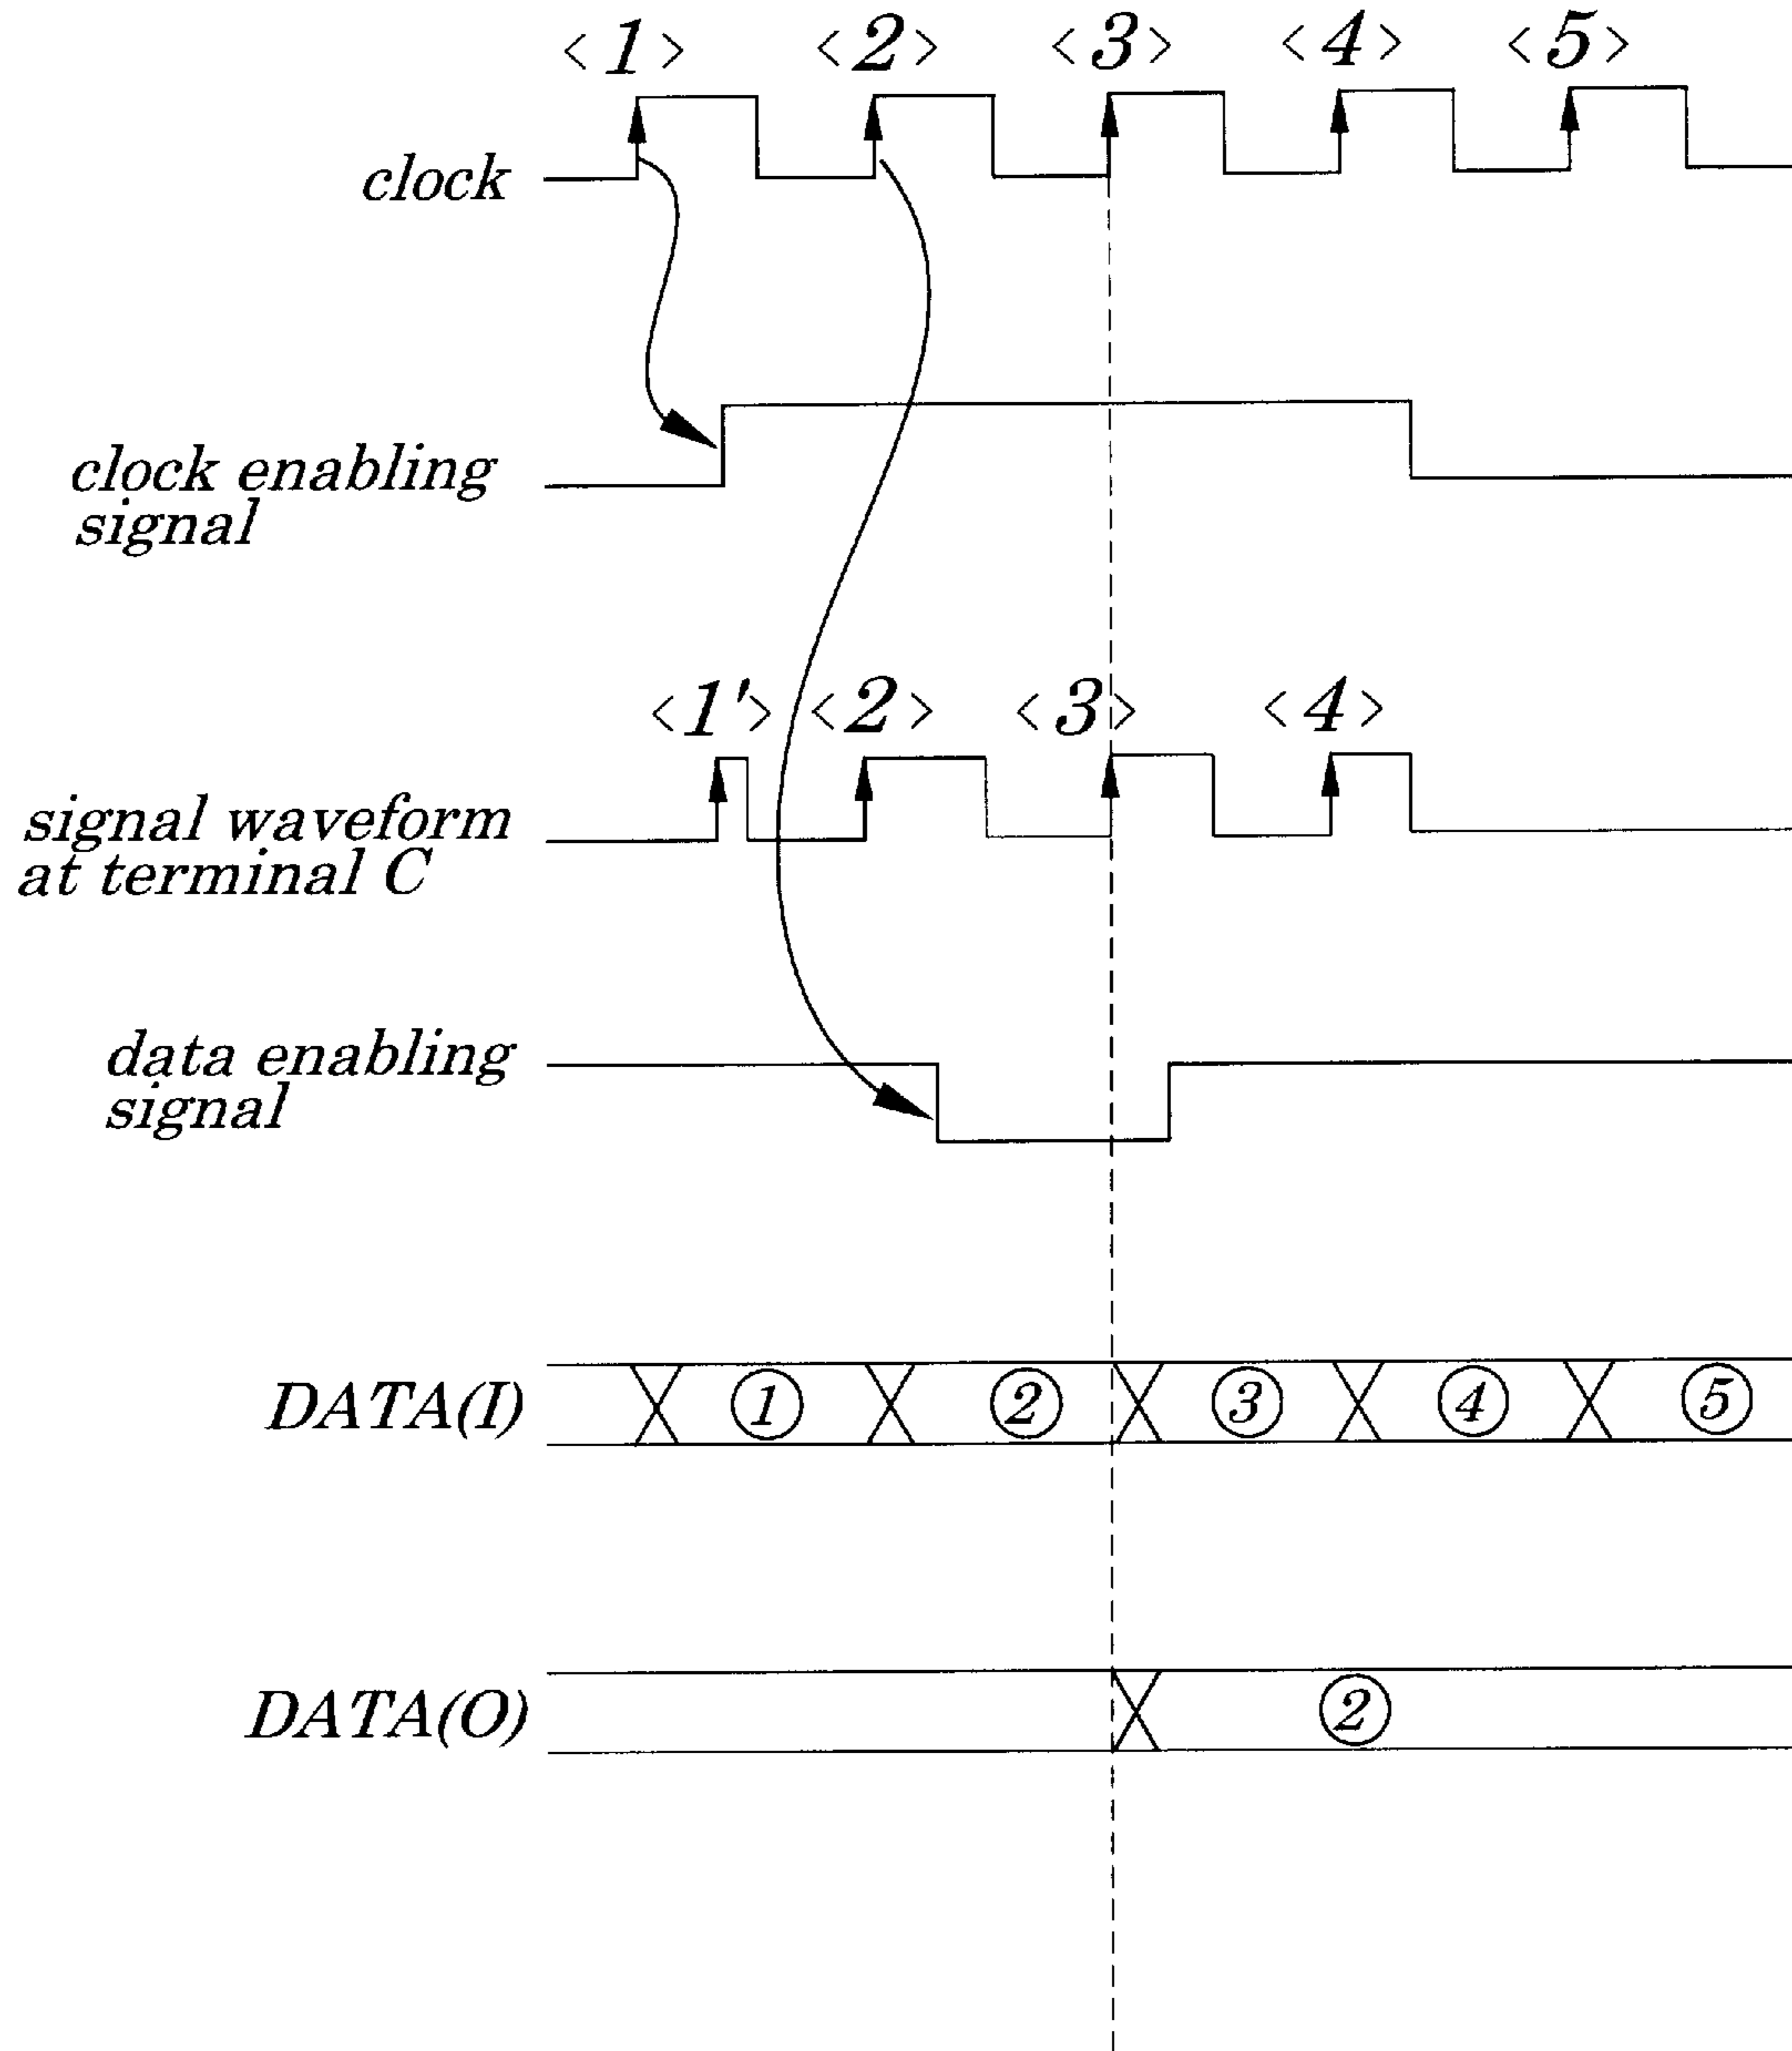 <1> <2> <3> <4> <5>
clock
clock enabling
signal
<1'> <2> <3> <4>
signal waveform
at terminal C
data enabling
signal
DATA(I) ① ② ③ ④ ⑤
DATA(O) ②